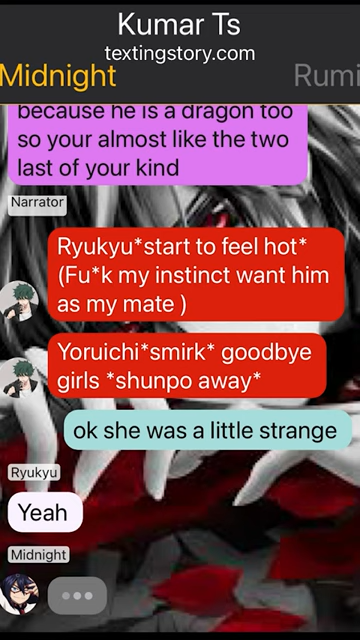 Kumar Ts
textingstory.com
Midnight
Rumi
because he is a dragon too
so your almost like the two
last of your kind
Narrator
Ryukyu*start to feel hot*
(Fu*k my instinct want him
as my mate )
Yoruichi*smirk* goodbye
girls *shunpo away*
ok she was a little strange
Ryukyu
Yeah
Midnight